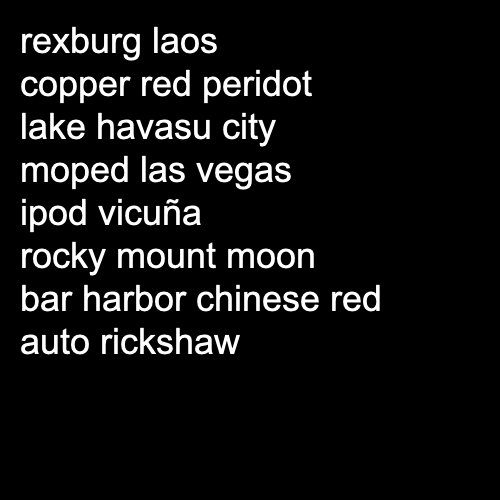 rexburg laos
copper red peridot
lake havasu city
moped las vegas
ipod vicuña
rocky mount moon
bar harbor chinese red
auto rickshaw